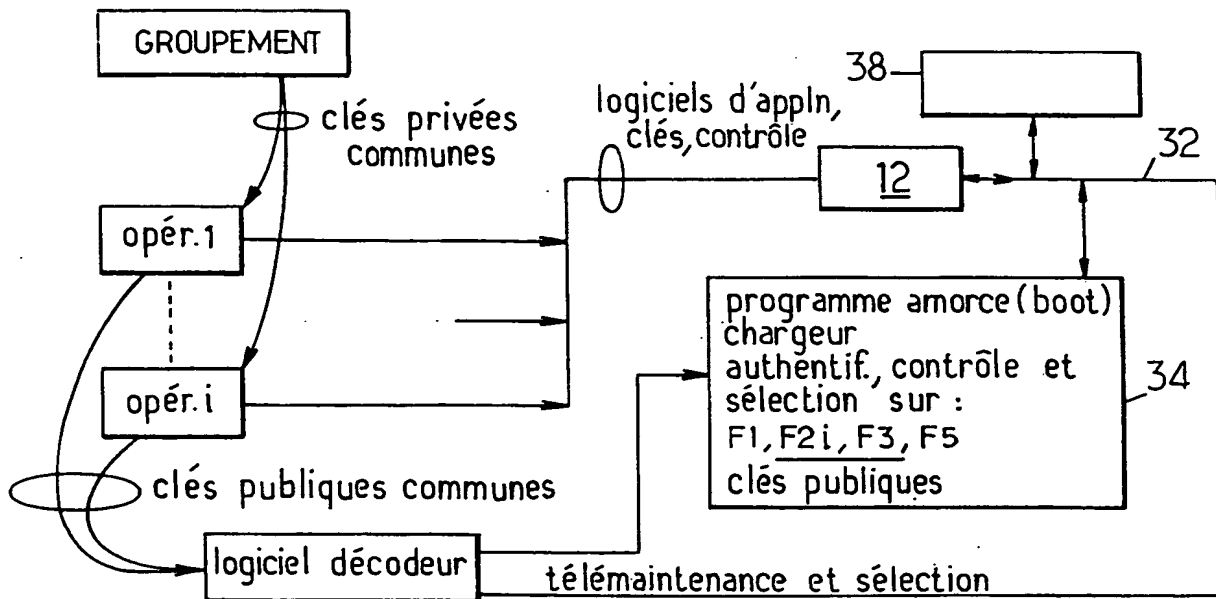 GROUPEMENT
clés privées
communes
logiciels d'appln,
clés, contrôle
38
12
32
opér.1
opér.i
programme amorce (boot)
chargeur
authentif., contrôle et
sélection sur :
F1, F2i, F3, F5
clés publiques
34
clés publiques communes
logiciel décodeur
télémaintenance et sélection